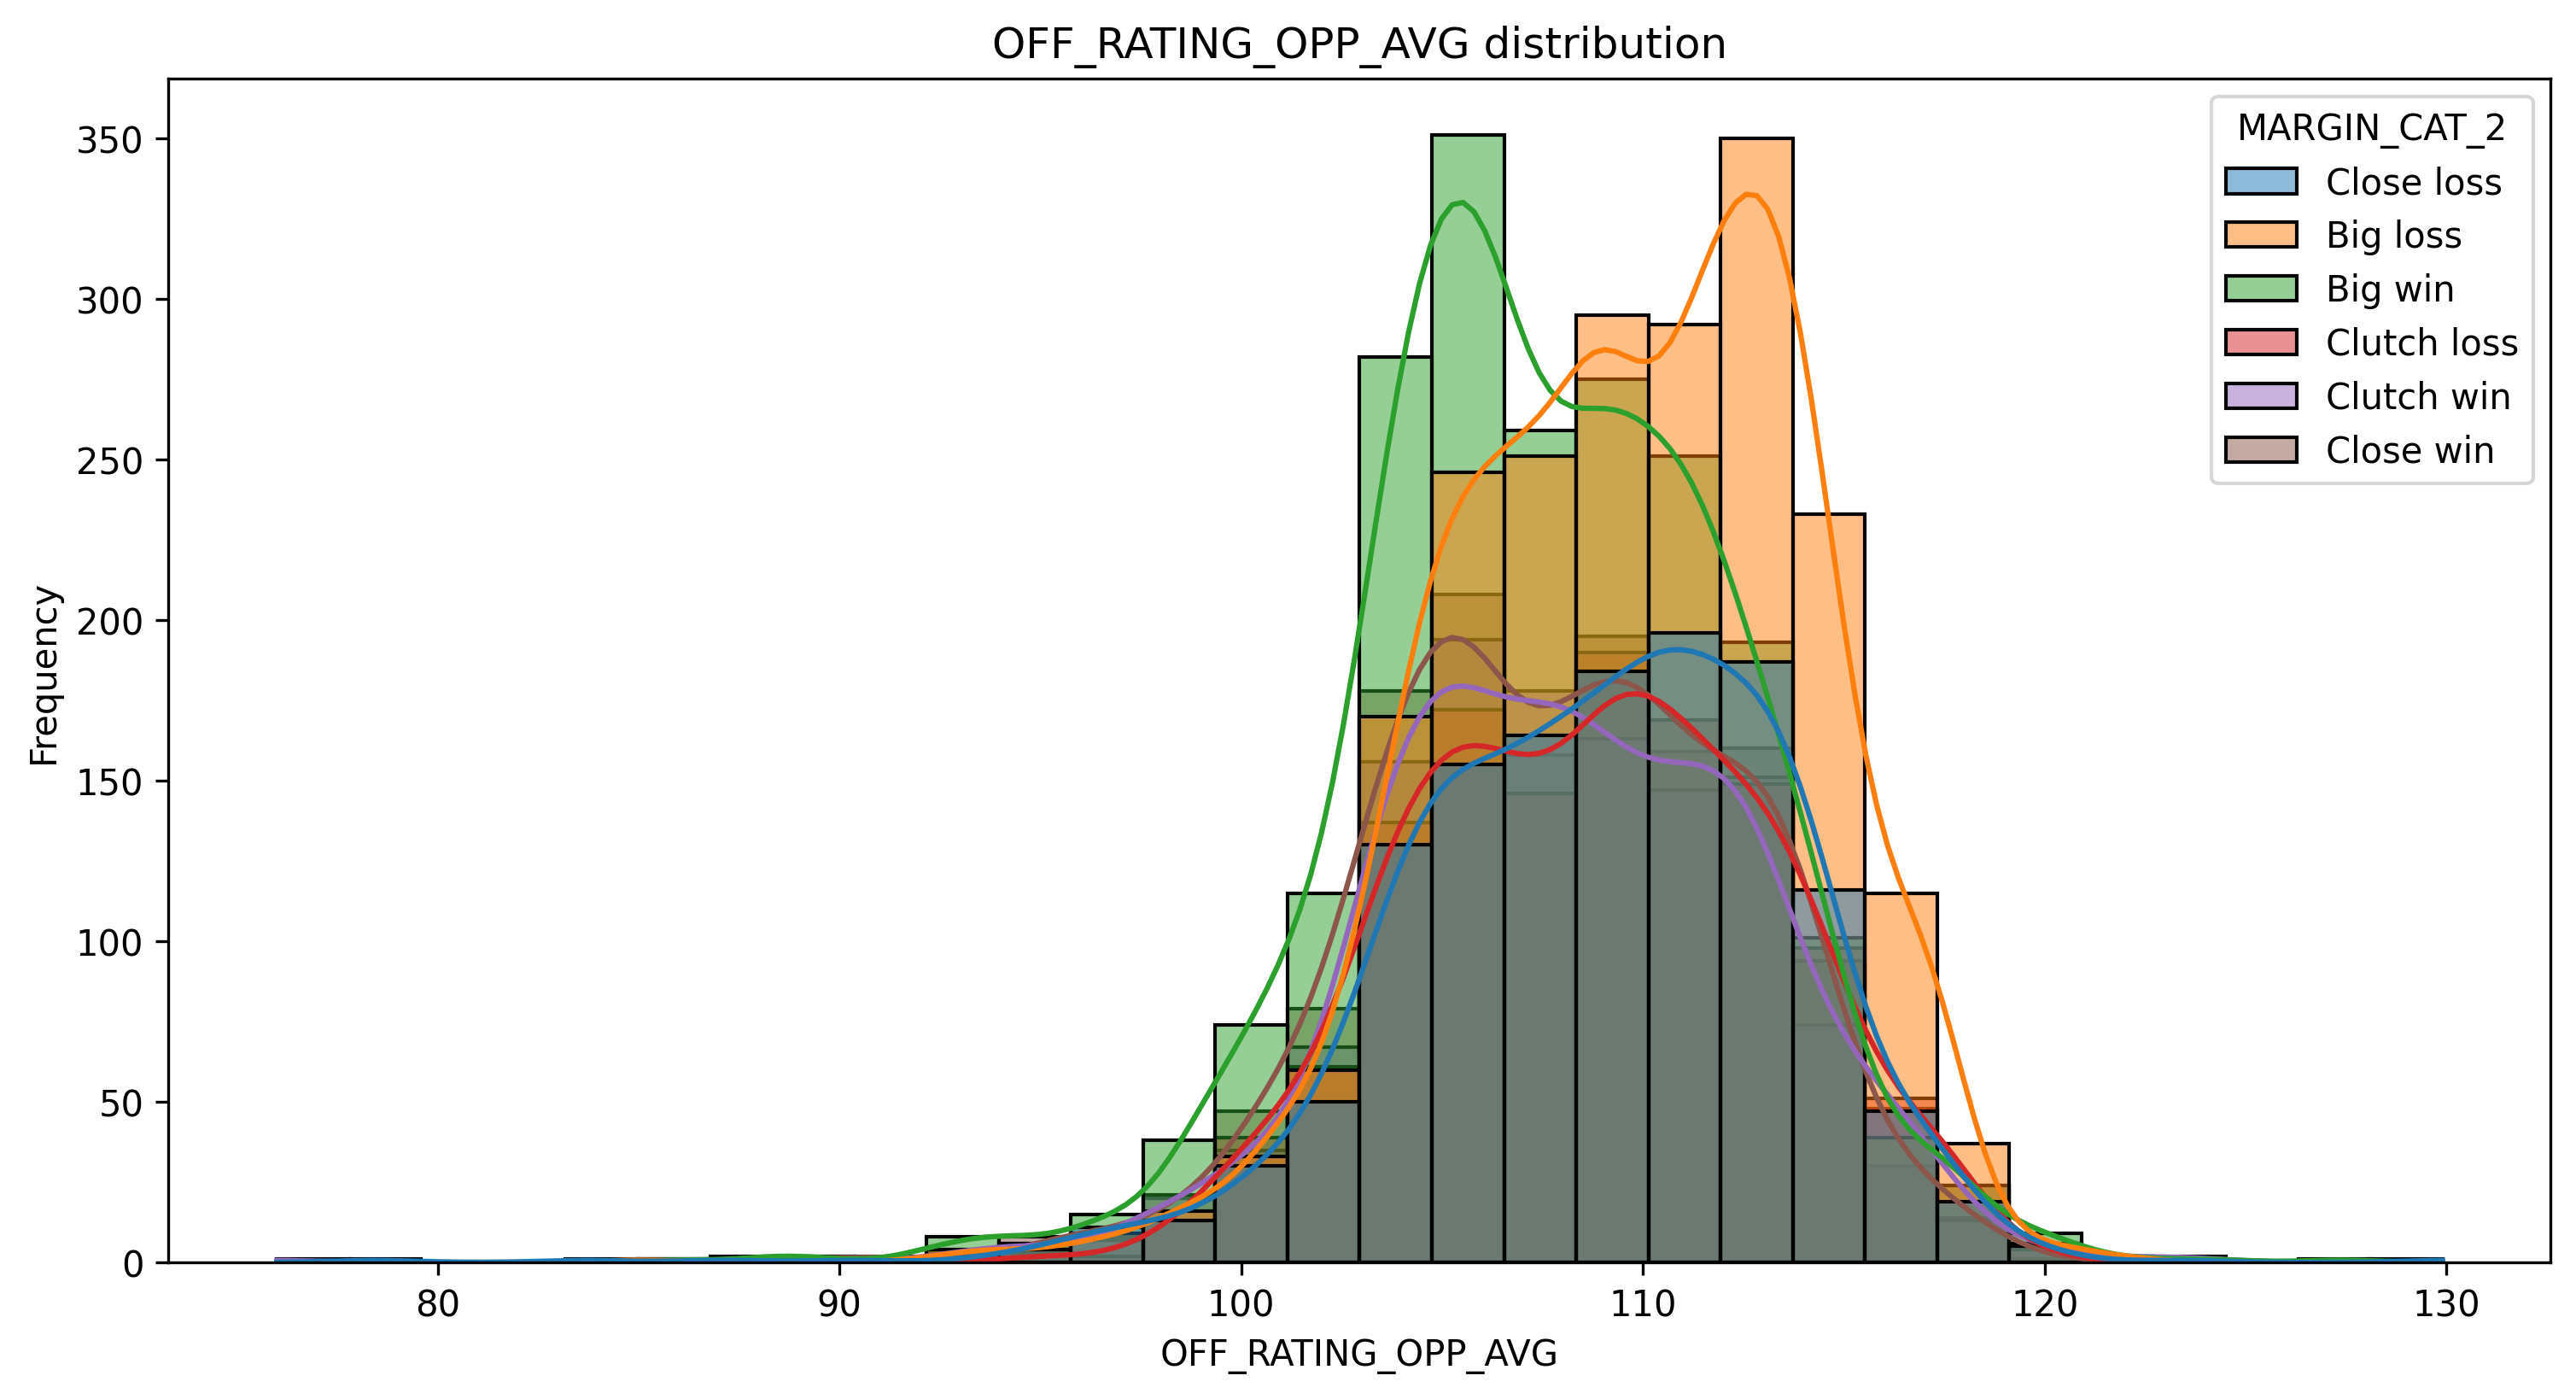 OFF_RATING_OPP_AVG distribution
MARGIN_CAT_2
Close loss
Big loss
Big win
Clutch loss
Clutch win
Close win
Frequency
350
300
250
200
150
100
50
0
80 90 100 110 120 130
OFF_RATING_OPP_AVG